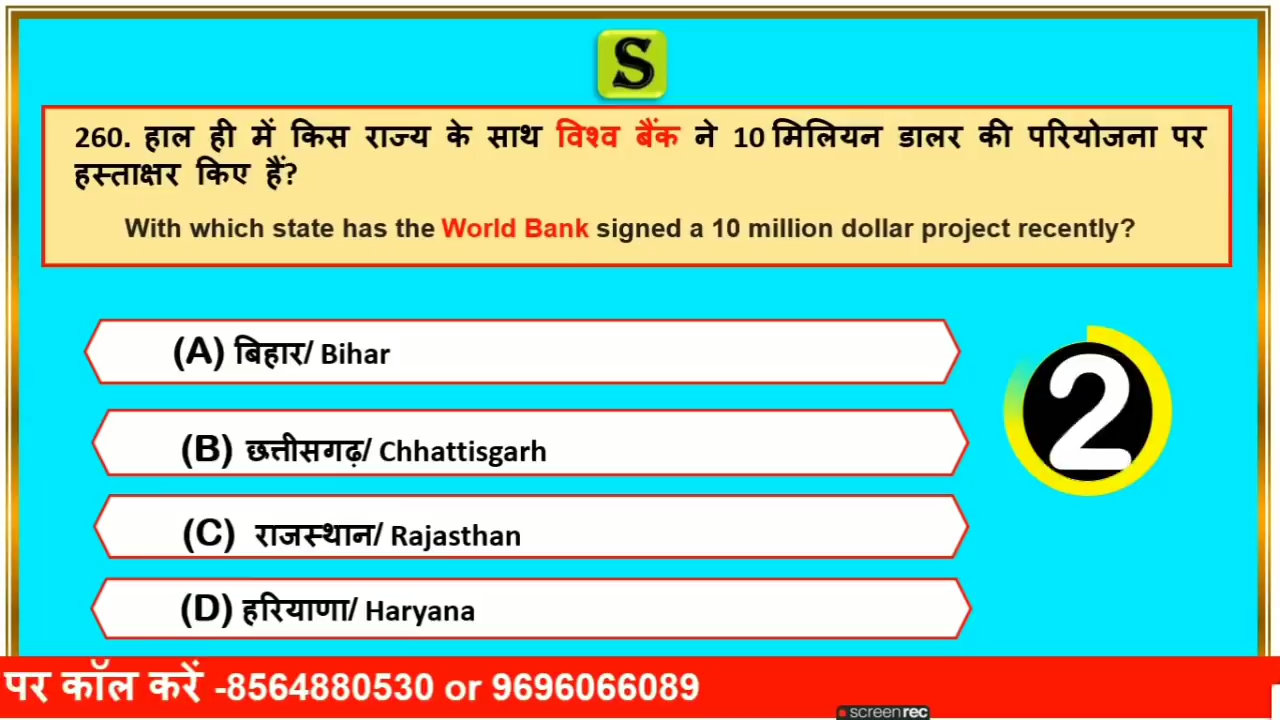 S
260. हाल ही में किस राज्य के साथ विश्व बैंक ने 10 मिलियन डालर की परियोजना पर
हस्ताक्षर किए हैं?
With which state has the World Bank signed a 10 million dollar project recently?
(A) बिहार/ Bihar
(B) छत्तीसगढ़/ Chhattisgarh
2
(C) राजस्थान/ Rajasthan
(D) हरियाणा/ Haryana
पर कॉल करें -8564880530 or 9696066089
screenrec